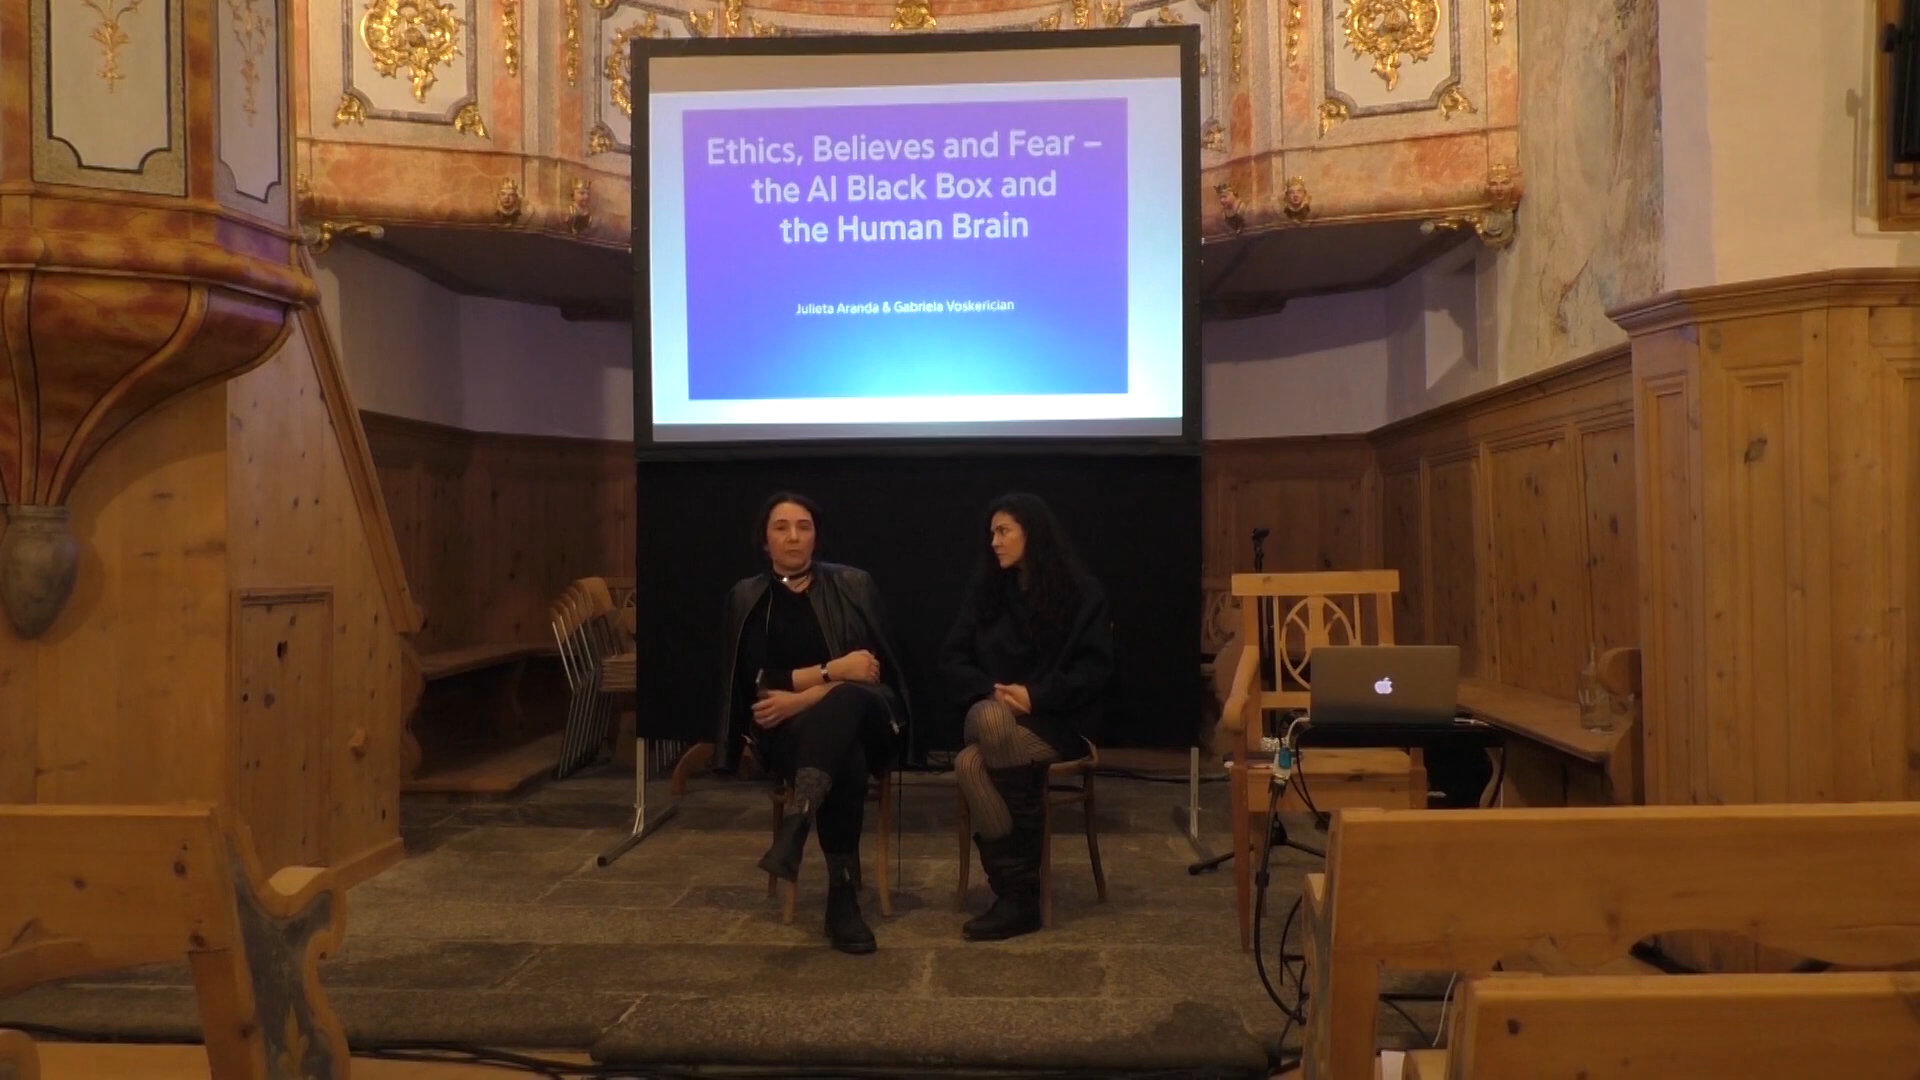 Ethics, Believes and Fear –
the AI Black Box and
the Human Brain
Julieta Aranda & Gabriela Voskerician